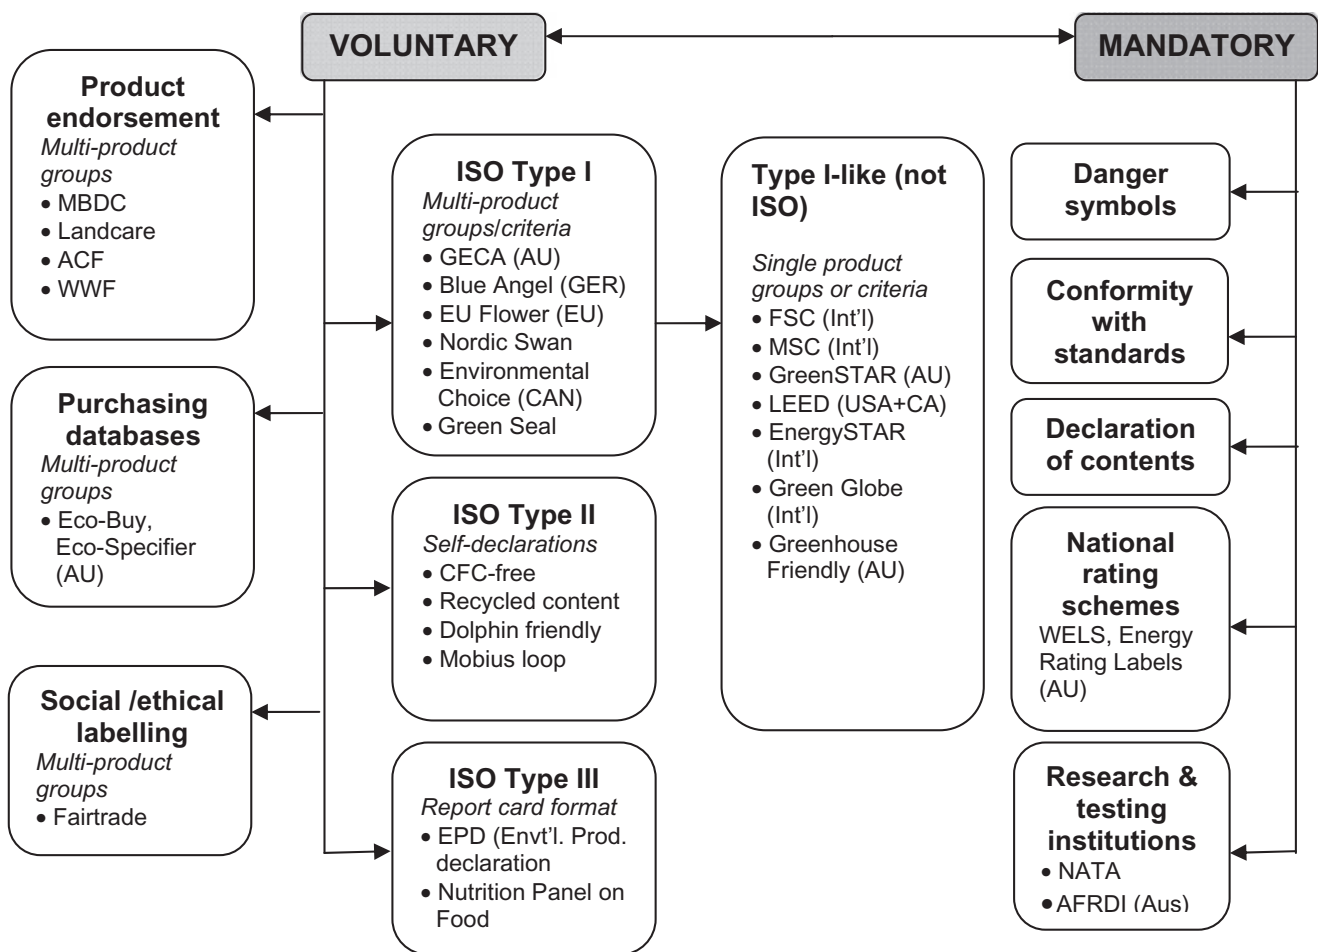 VOLUNTARY
MANDATORY
Product
endorsement
Multi-product
groups
• MBDC
• Landcare
• ACF
• WWF
Purchasing
databases
Multi-product
groups
• Eco-Buy,
Eco-Specifier
(AU)
Social /ethical
labelling
Multi-product
groups
• Fairtrade
ISO Type I
Multi-product
groups/criteria
• GECA (AU)
• Blue Angel (GER)
• EU Flower (EU)
• Nordic Swan
• Environmental
Choice (CAN)
• Green Seal
ISO Type II
Self-declarations
• CFC-free
• Recycled content
• Dolphin friendly
• Mobius loop
ISO Type III
Report card format
• EPD (Envt'l. Prod.
declaration
• Nutrition Panel on
Food
Type I-like (not
ISO)
Single product
groups or criteria
• FSC (Int'l)
• MSC (Int'l)
• GreenSTAR (AU)
• LEED (USA+CA)
• EnergySTAR
(Int'l)
• Green Globe
(Int'l)
• Greenhouse
Friendly (AU)
Danger
symbols
Conformity
with
standards
Declaration
of contents
National
rating
schemes
WELS, Energy
Rating Labels
(AU)
Research &
testing
institutions
• NATA
• AFRDI (Aus)